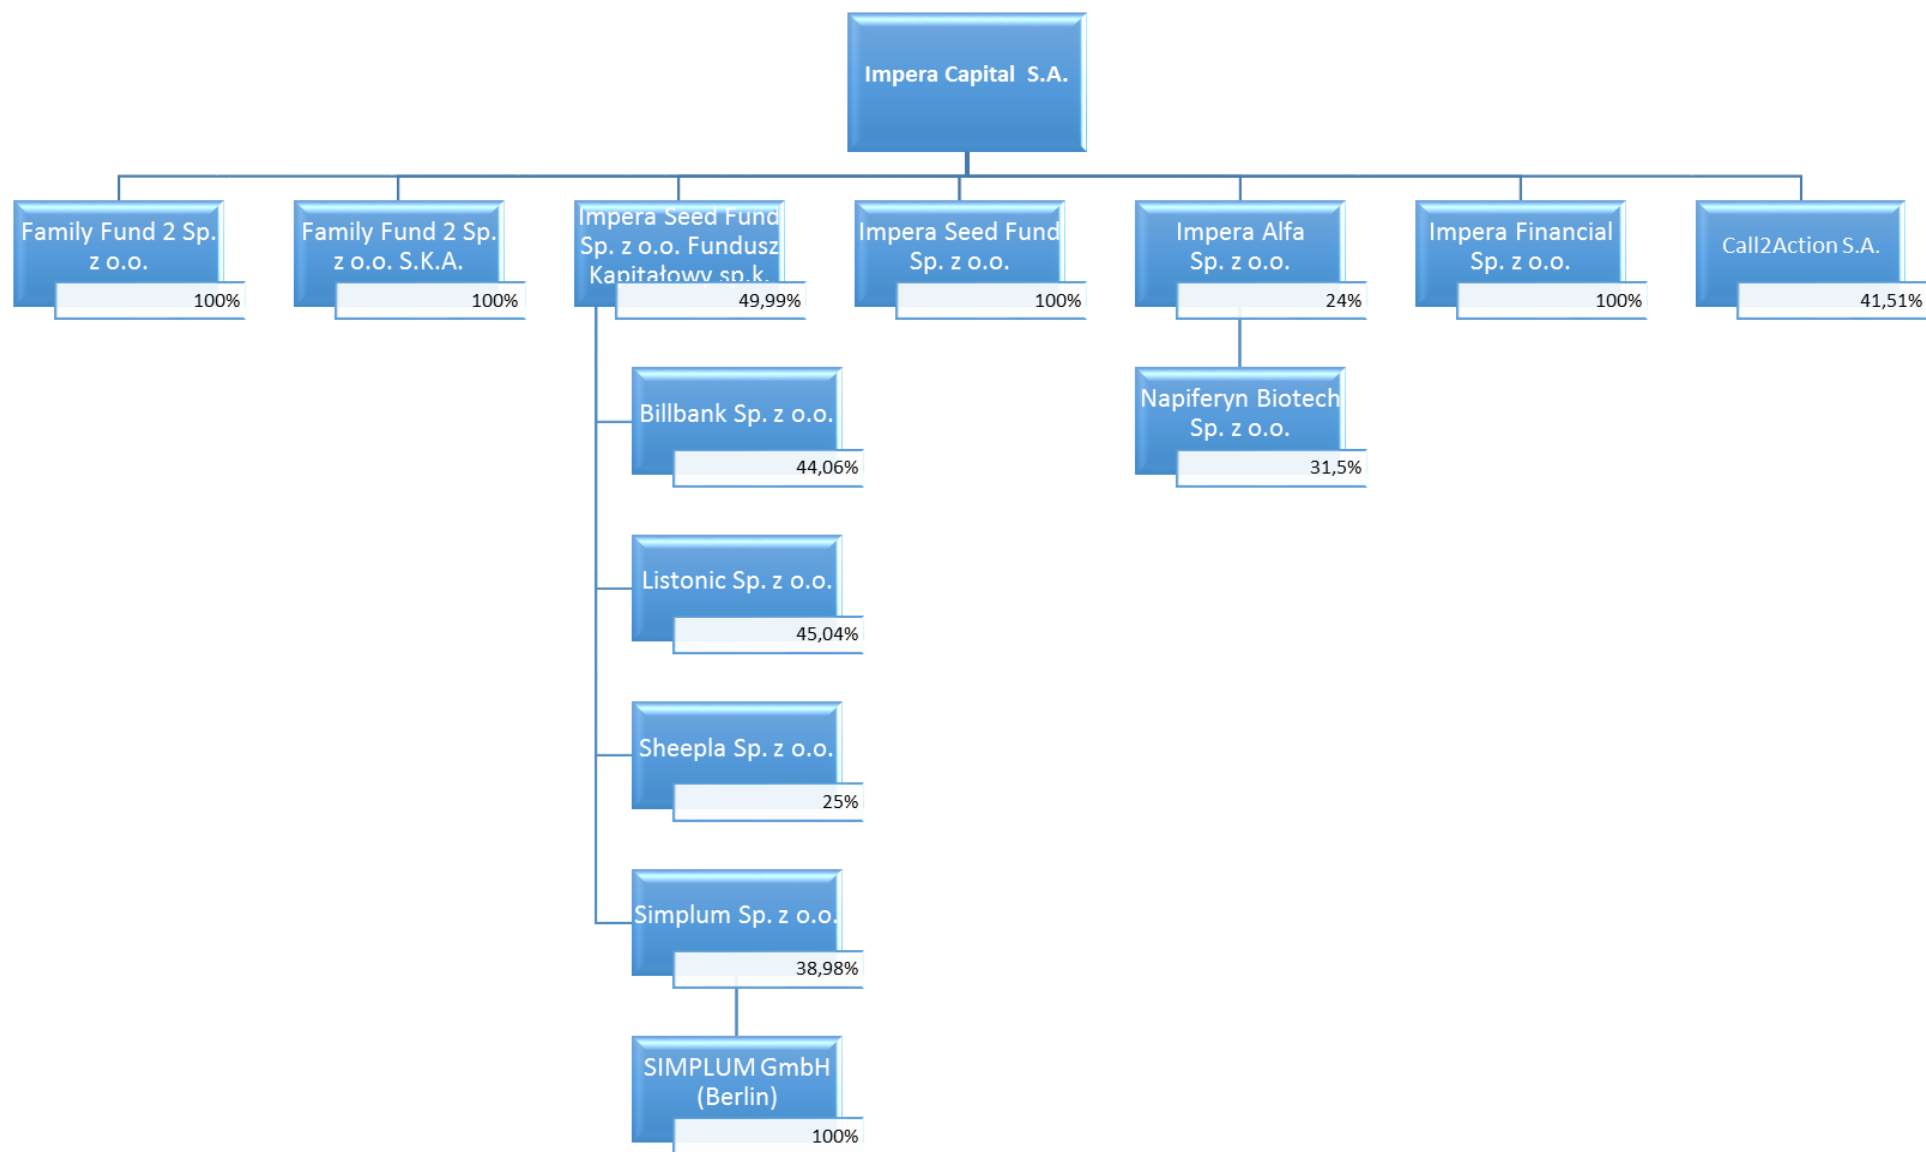 Impera Capital S.A.
Family Fund 2 Sp.
z o.o.
100%
Family Fund 2 Sp.
z o.o. S.K.A.
100%
Impera Seed Fund
Sp. z o.o. Fundusz
Kapitałowy sp.k.
49,99%
Impera Seed Fund
Sp. z o.o.
100%
Impera Alfa
Sp. z o.o.
24%
Impera Financial
Sp. z o.o.
100%
Call2Action S.A.
41,51%
Billbank Sp. z o.o.
44,06%
Napiferyn Biotech
Sp. z o.o.
31,5%
Listonic Sp. z o.o.
45,04%
Sheepla Sp. z o.o.
25%
Simplum Sp. z o.o.
38,98%
SIMPLUM GmbH
(Berlin)
100%